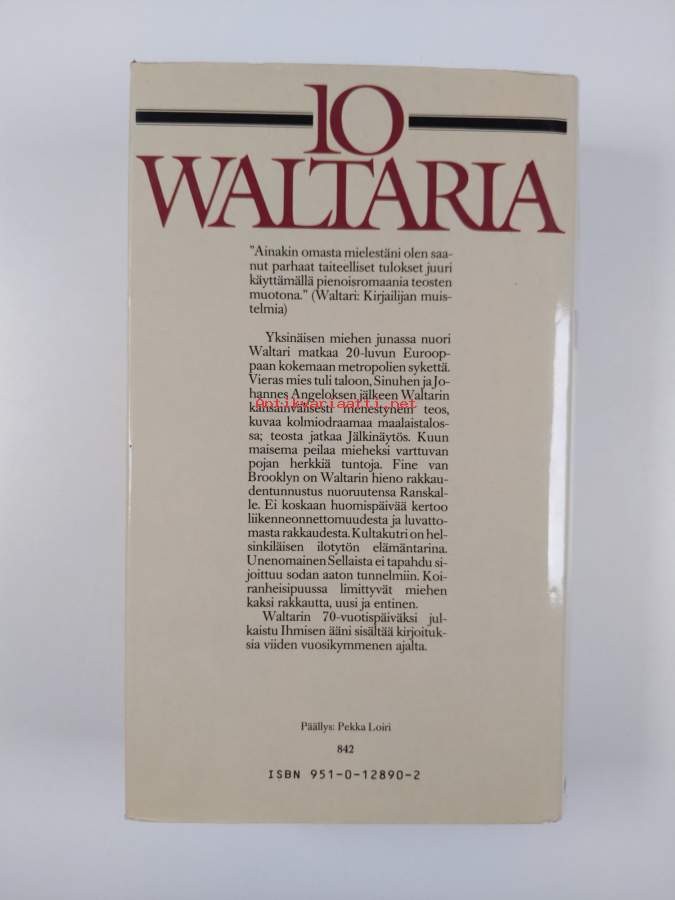 10
WALTARIA
"Ainakin omasta mielestäni olen saa-
nut parhaat taiteelliset tulokset juuri
käyttämällä pienoisromaania teosten
muotona." (Waltari: Kirjailijan muis-
telmia)
Yksinäisen miehen junassa nuori
Waltari matkaa 20-luvun Euroop-
paan kokemaan metropolien sykettä.
Vieras mies tuli taloon, Sinuhen ja Jo-
hannes Angeloksen jälkeen Waltarin
Antikvariaatti.net
kansainvälisesti menestynein teos,
kuvaa kolmiodraamaa maalaistalos-
sa; teosta jatkaa Jälkinäytös. Kuun
maisema peilaa mieheksi varttuvan
pojan herkkiä tuntoja. Fine van
Brooklyn on Waltarin hieno rakkau-
dentunnustus nuoruutensa Ranskal-
le. Ei koskaan huomispäivää kertoo
liikenneonnettomuudesta ja luvatto-
masta rakkaudesta. Kultakutri on hel-
sinkiläisen ilotytön elämäntarina.
Unenomainen Sellaista ei tapahdu si-
joittuu sodan aaton tunnelmiin. Koi-
ranheisipuussa limittyvät miehen
kaksi rakkautta, uusi ja entinen.
Waltarin 70-vuotispäiväksi jul-
kaistu Ihmisen ääni sisältää kirjoituk-
sia viiden vuosikymmenen ajalta.
Päällys: Pekka Loiri
842
ISBN 951-0-12890-2